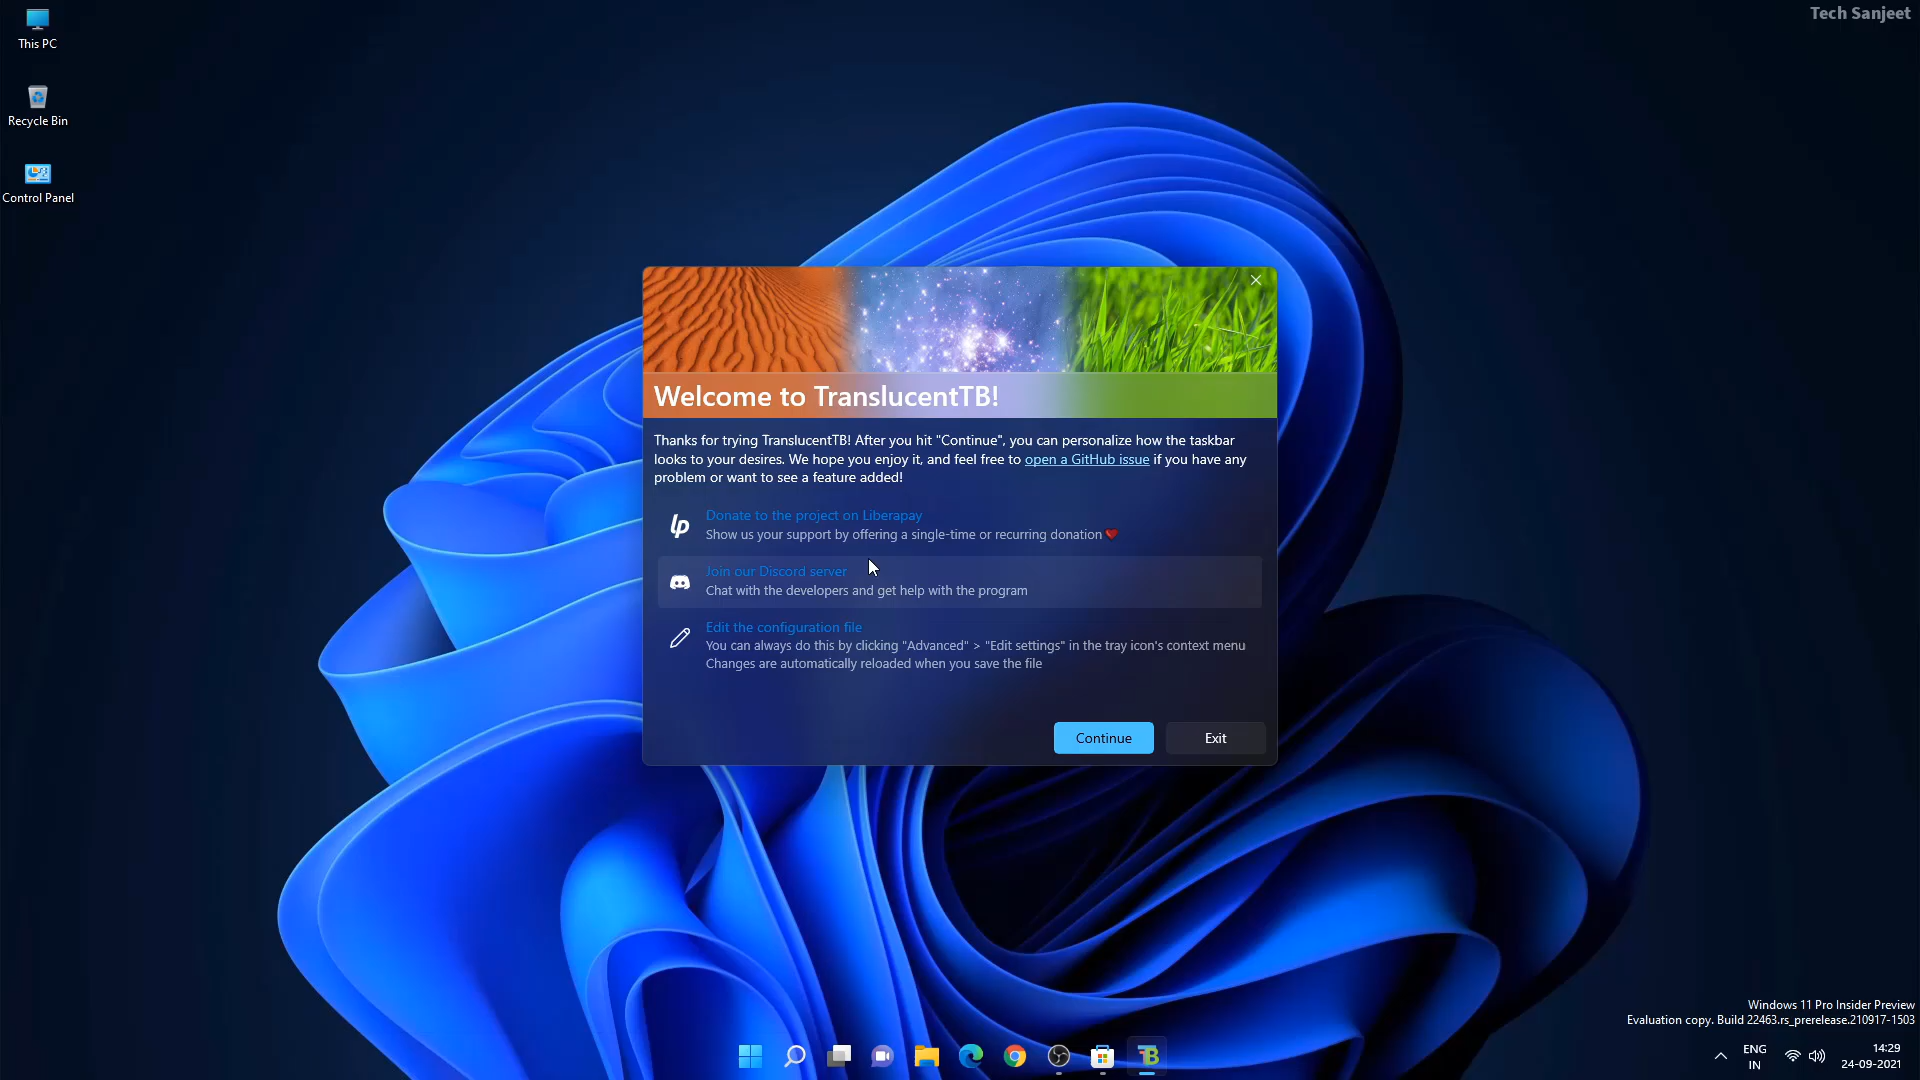 Tech Sanjeet
This PC
Recycle Bin
Control Panel
Welcome to TranslucentTB!
Thanks for trying TranslucentTB! After you hit "Continue", you can personalize how the taskbar
looks to your desires. We hope you enjoy it, and feel free to open a GitHub issue if you have any
problem or want to see a feature added!
lp
Donate to the project on Liberapay
Show us your support by offering a single-time or recurring donation
Join our Discord server
Chat with the developers and get help with the program
Edit the configuration file
You can always do this by clicking "Advanced" > "Edit settings" in the tray icon's context menu
Changes are automatically reloaded when you save the file
Continue
Exit
Windows 11 Pro Insider Preview
Evaluation copy. Build 22463.rs_prerelease.210917-1503
TB
ENG
IN
14:29
24-09-2021